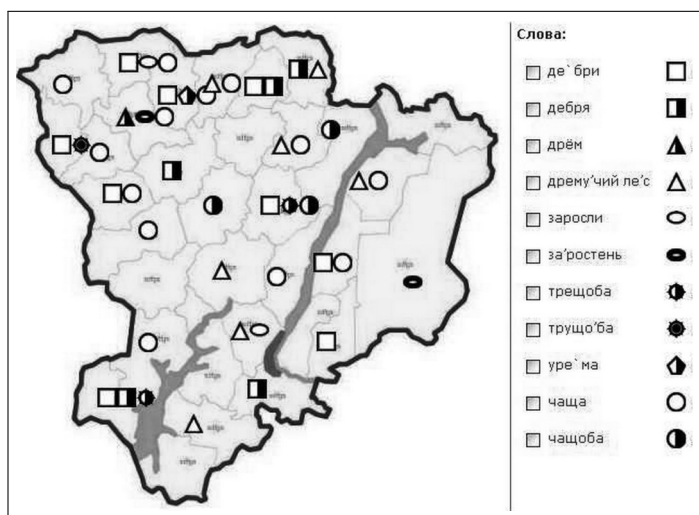 Слова:
де`бри
дебря
дрём
дрему'чий ле'с
заросли
за'ростень
трещоба
трущо'ба
уре`ма
чаща
чащоба